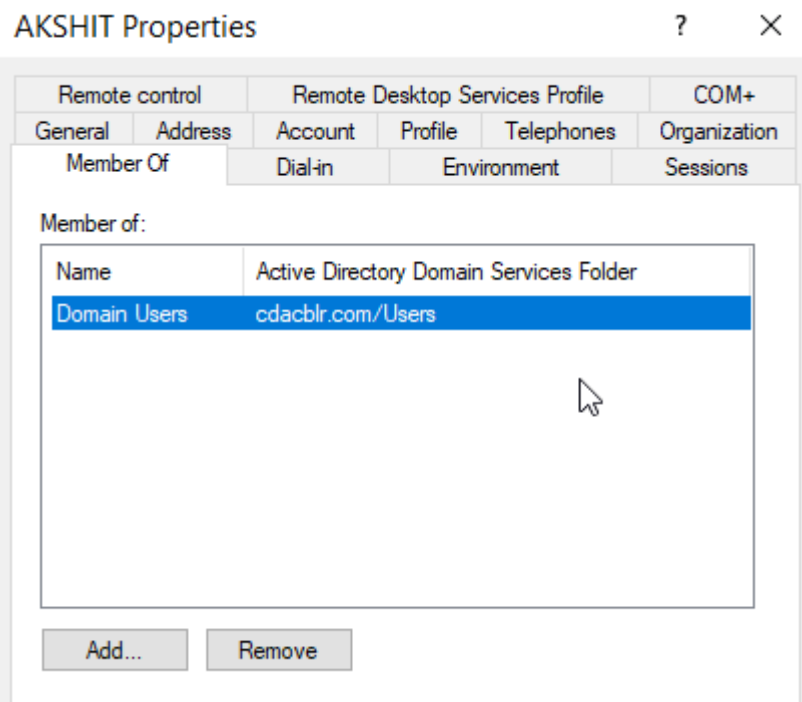 AKSHIT Properties ? ×
Remote control Remote Desktop Services Profile COM+
General Address Account Profile Telephones Organization
Member Of Dial-in Environment Sessions
Member of:
Name Active Directory Domain Services Folder
Domain Users cdacblr.com/Users
Add... Remove